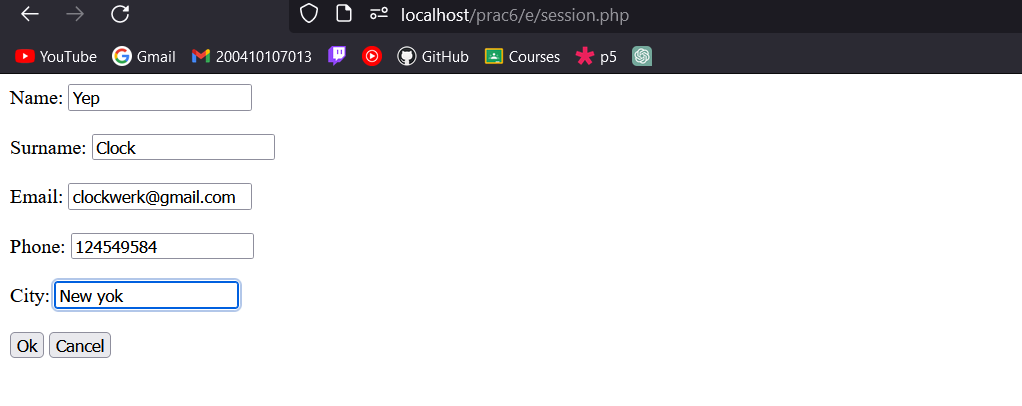 localhost/prac6/e/session.php
YouTube Gmail 200410107013 GitHub Courses p5
Name: Yep
Surname: Clock
Email: clockwerk@gmail.com
Phone: 124549584
City: New yok
Ok Cancel